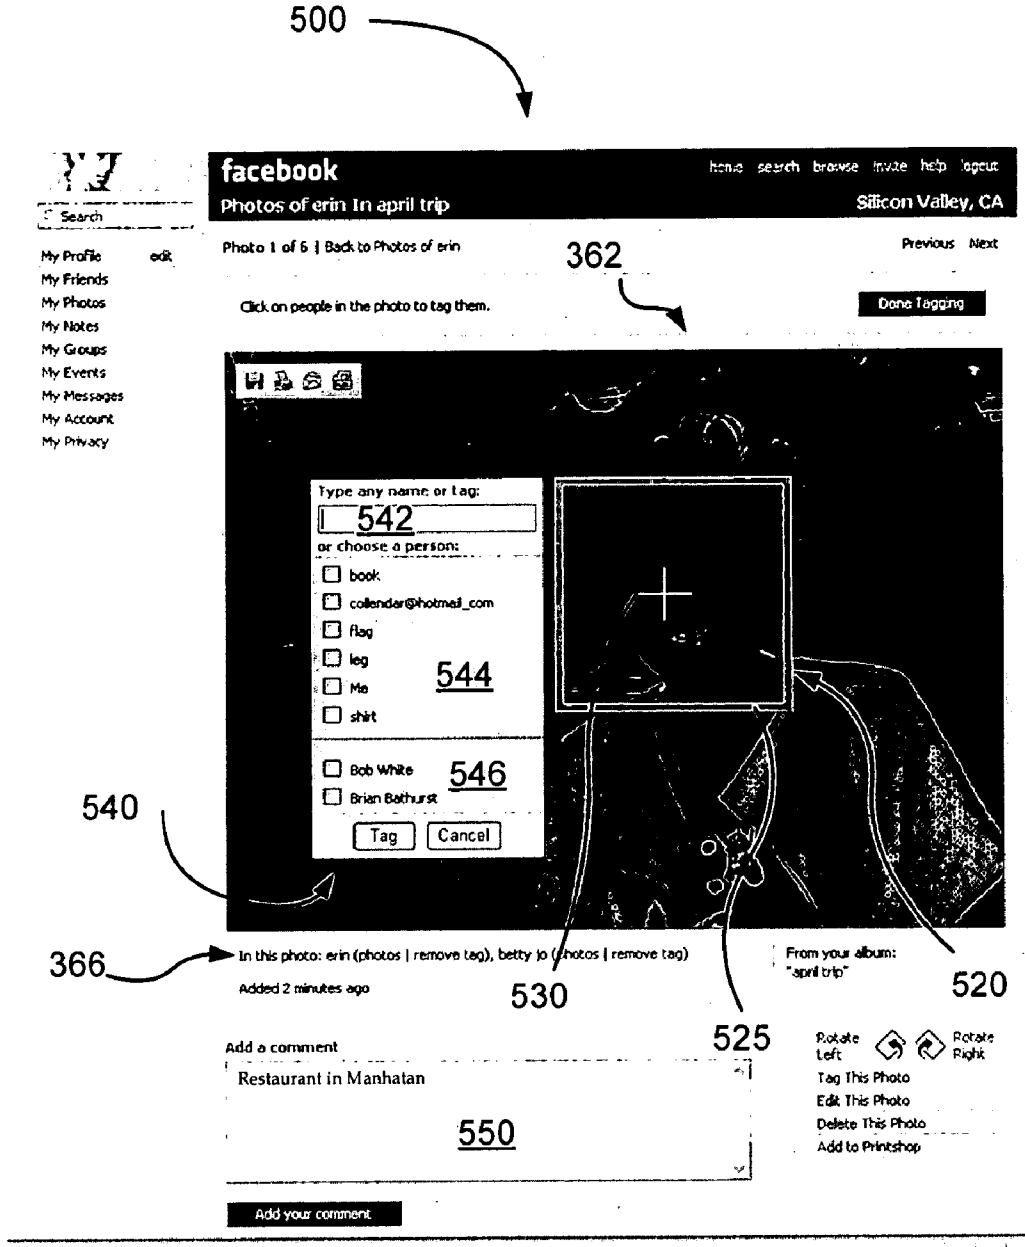 500
facebook
home search browse invite help logout
Photos of erin In april trip
Silicon Valley, CA
Search
Photo 1 of 6 | Back to Photos of erin
362
Previous Next
My Profile edit
My Friends
My Photos
My Notes
My Groups
My Events
My Messages
My Account
My Privacy
Click on people in the photo to tag them.
Done Tagging
Type any name or tag:
542
or choose a person:
book
collendar@hotmail_com
flag
leg
544
Me
shirt
Bob White
546
Brian Bathurst
540
Tag Cancel
366
In this photo: erin (photos | remove tag), betty jo (photos | remove tag)
From your album:
"april trip"
Added 2 minutes ago
530
520
525
Add a comment
Rotate Left
Rotate Right
Restaurant in Manhatan
Tag This Photo
Edit This Photo
550
Delete This Photo
Add to Printshop
Add your comment